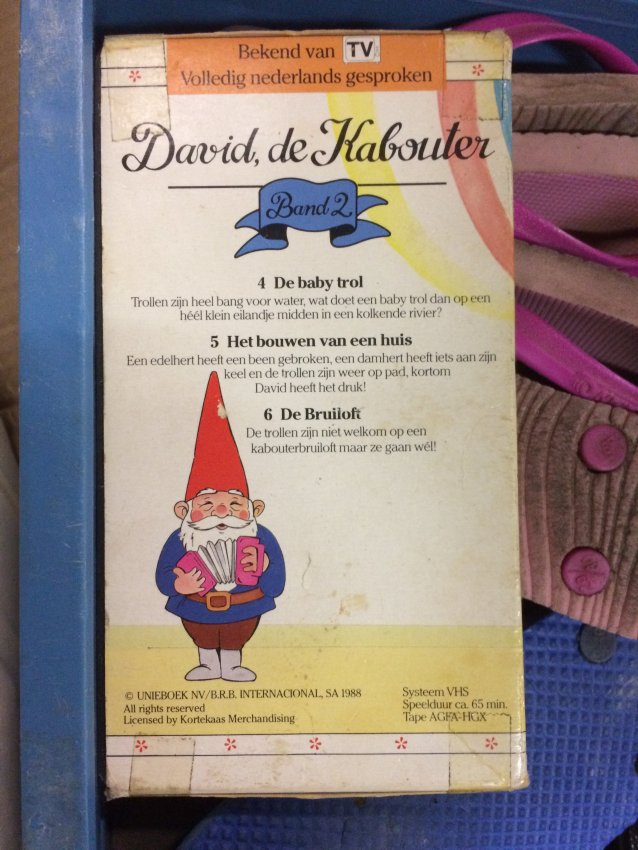 Bekend van TV
Volledig nederlands gesproken
David, de Kabouter
Band 2
4 De baby trol
Trollen zijn heel bang voor water, wat doet een baby trol dan op een
héél klein eilandje midden in een kolkende rivier?
5 Het bouwen van een huis
Een edelhert heeft een been gebroken, een damhert heeft iets aan zijn
keel en de trollen zijn weer op pad, kortom
David heeft het druk!
6 De Bruiloft
De trollen zijn niet welkom op een
kabouterbruiloft maar ze gaan wél!
© UNIEBOEK NV/B.R.B. INTERNACIONAL, SA 1988
All rights reserved
Licensed by Kortekaas Merchandising
Systeem VHS
Speelduur ca. 65 min.
Tape AGFA-HGX